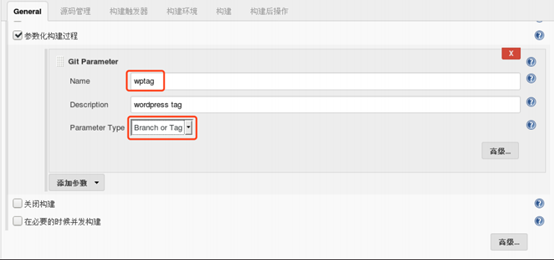 General 源码管理 构建触发器 构建环境 构建 构建后操作
参数化构建过程
X
Git Parameter
Name wptag
Description wordpress tag
Parameter Type Branch or Tag
高级...
添加参数
关闭构建
在必要的时候并发构建
高级...